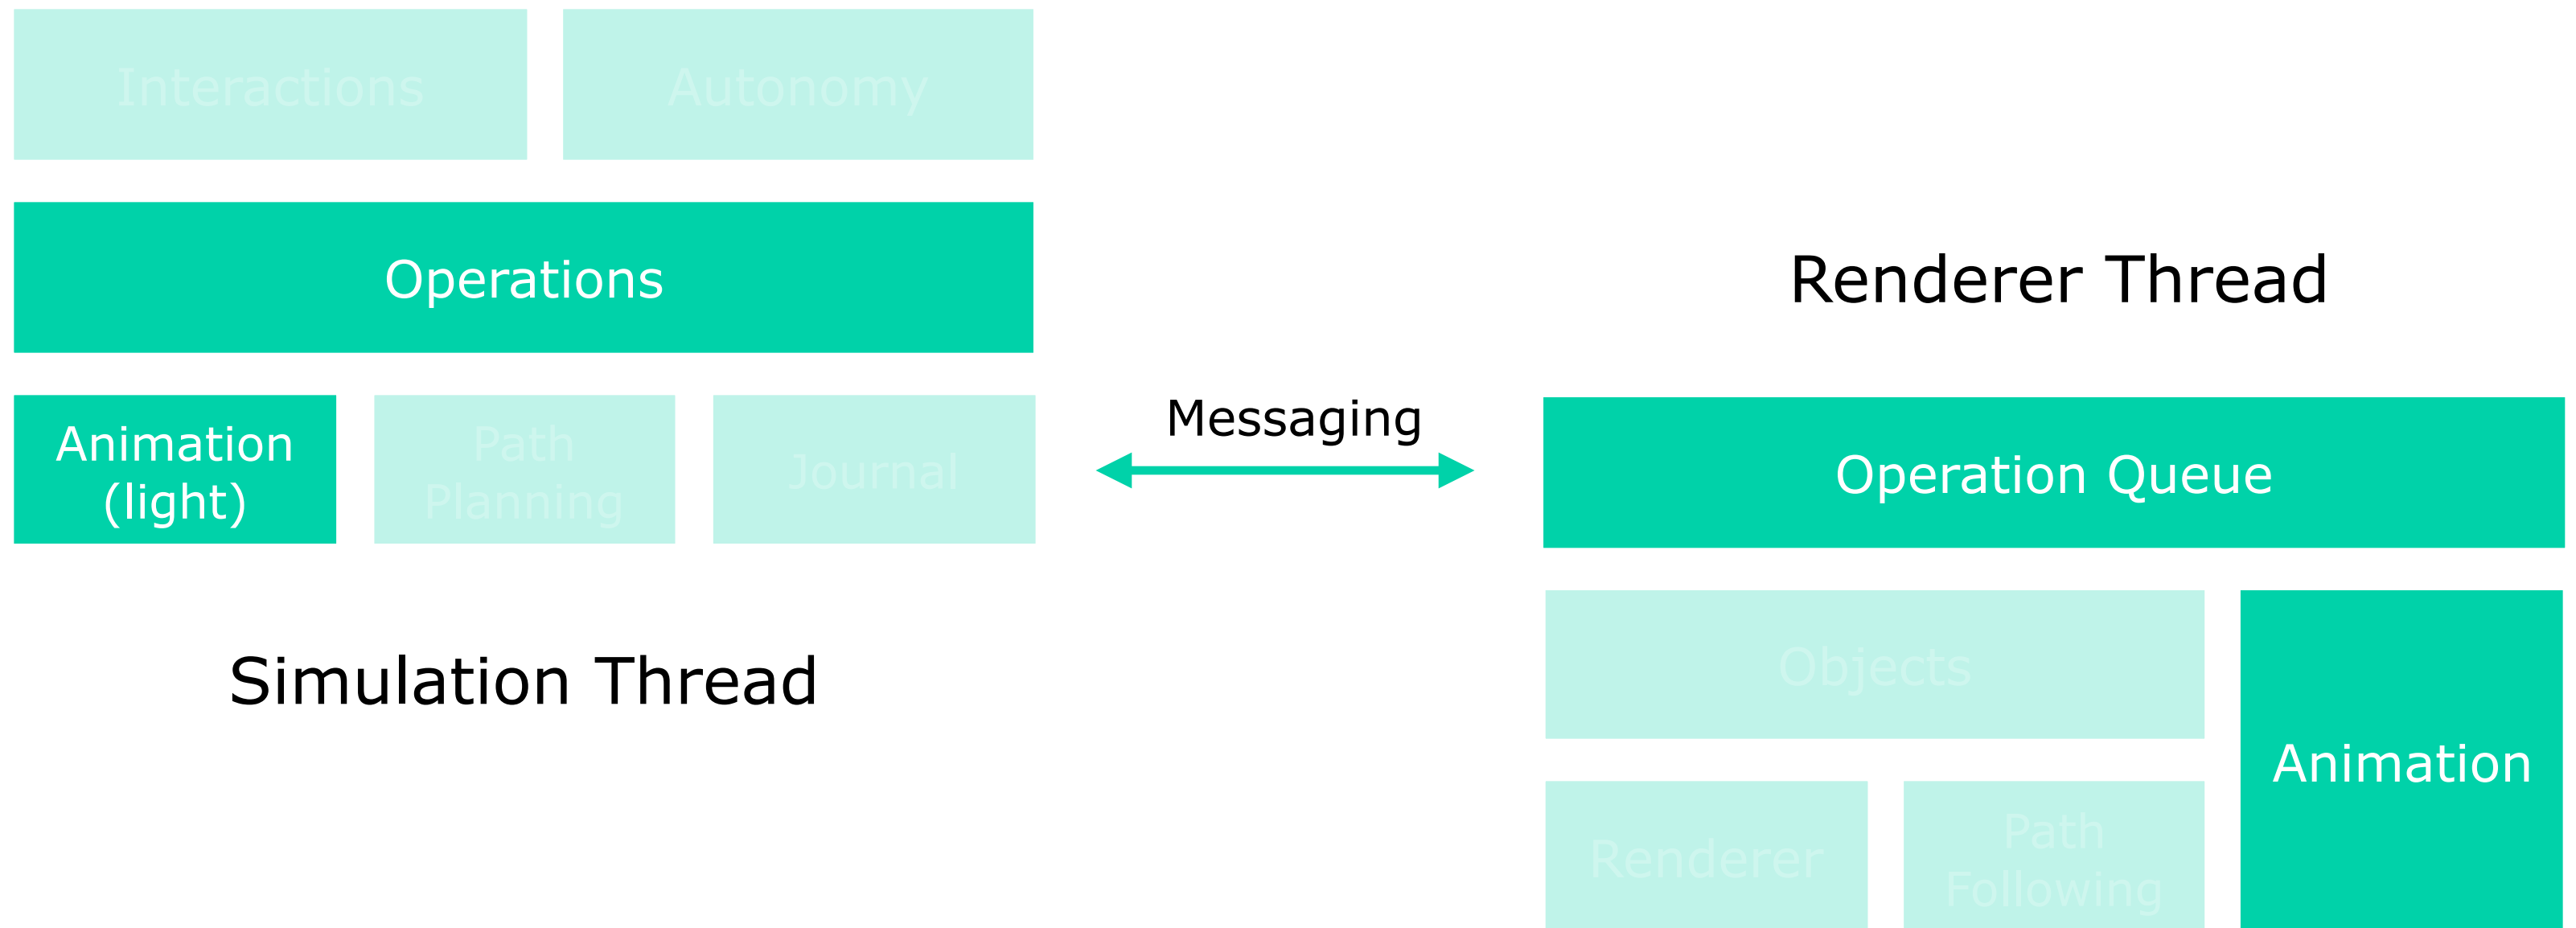 Interactions
Autonomy
Operations
Animation
(light)
Path
Planning
Journal
Simulation Thread
Messaging
Renderer Thread
Operation Queue
Objects
Renderer
Path
Following
Animation